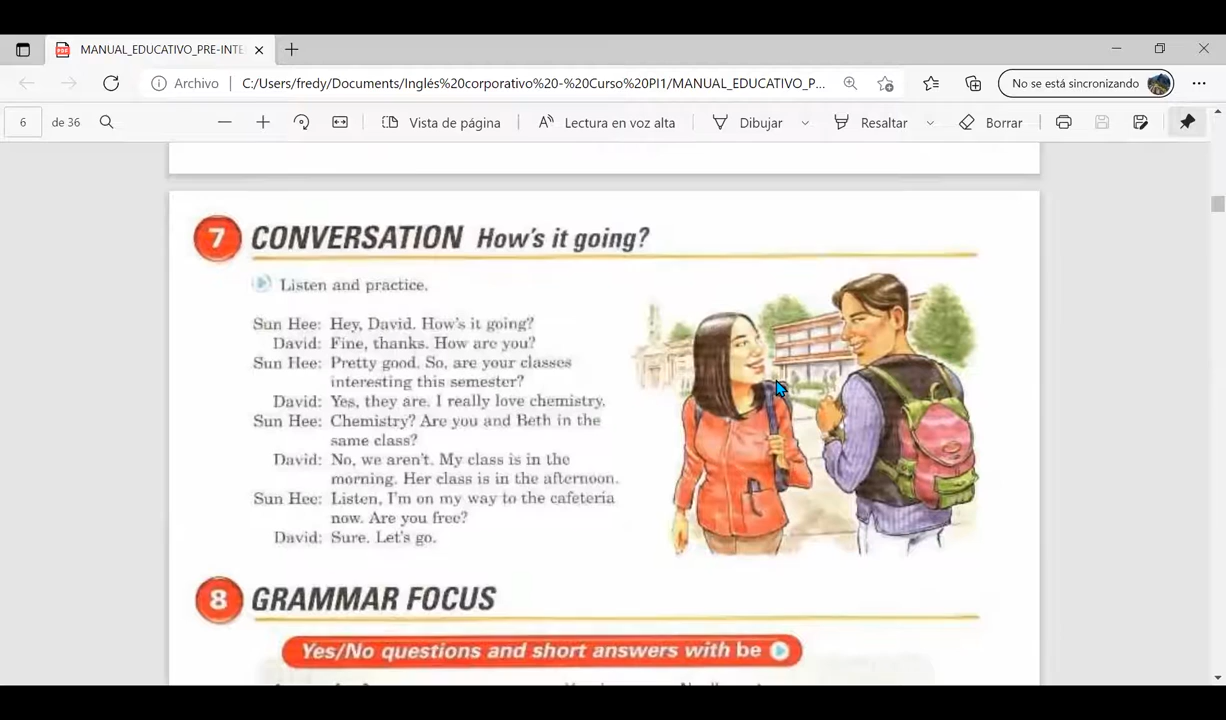 MANUAL_EDUCATIVO_PRE-INTE
Archivo
C:/Users/fredy/Documents/Inglés%20corporativo%20-%20Curso%20PI1/MANUAL_EDUCATIVO_P...
No se está sincronizando
6 de 36
Vista de página
Lectura en voz alta
Dibujar
Resaltar
Borrar
7 CONVERSATION How's it going?
Listen and practice.
Sun Hee: Hey, David. How's it going?
David: Fine, thanks. How are you?
Sun Hee: Pretty good. So, are your classes
interesting this semester?
David: Yes, they are. I really love chemistry.
Sun Hee: Chemistry? Are you and Beth in the
same class?
David: No, we aren't. My class is in the
morning. Her class is in the afternoon.
Sun Hee: Listen, I'm on my way to the cafeteria
now. Are you free?
David: Sure. Let's go.
8 GRAMMAR FOCUS
Yes/No questions and short answers with be